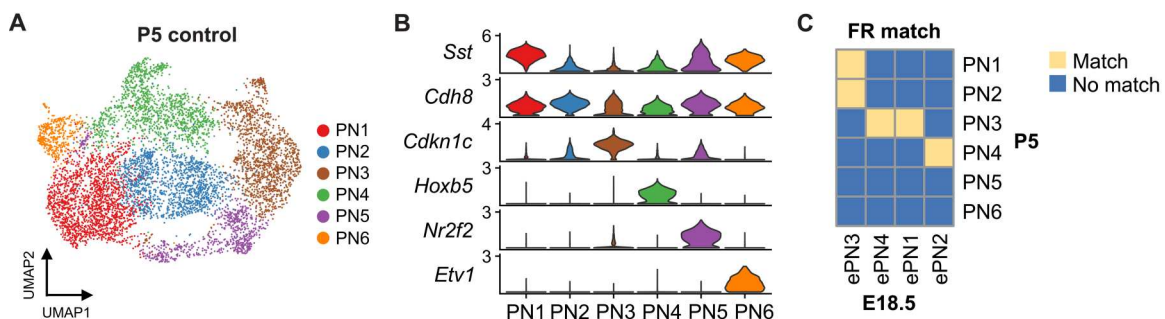 A
P5 control
UMAP2
UMAP1
PN1
PN2
PN3
PN4
PN5
PN6
B
Sst
6
Cdh8
3
Cdkn1c
4
Hoxb5
3
Nr2f2
3
Etv1
3
PN1 PN2 PN3 PN4 PN5 PN6
C
FR match
PN1
PN2
PN3
PN4
PN5
PN6
P5
ePN3
ePN4
ePN1
ePN2
E18.5
Match
No match